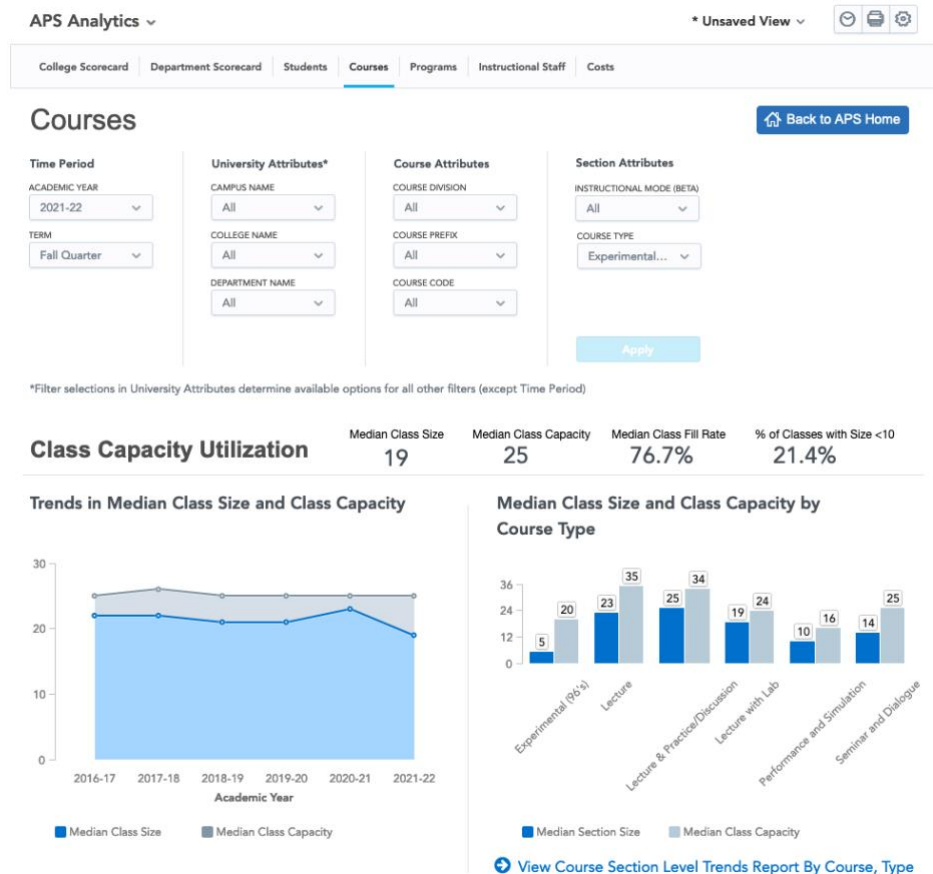 APS Analytics
* Unsaved View
College Scorecard Department Scorecard Students Courses Programs Instructional Staff Costs
Courses
Back to APS Home
Time Period
ACADEMIC YEAR
2021-22
TERM
Fall Quarter
University Attributes*
CAMPUS NAME
All
COLLEGE NAME
All
DEPARTMENT NAME
All
Course Attributes
COURSE DIVISION
All
COURSE PREFIX
All
COURSE CODE
All
Section Attributes
INSTRUCTIONAL MODE (BETA)
All
COURSE TYPE
Experimental...
Apply
*Filter selections in University Attributes determine available options for all other filters (except Time Period)
Class Capacity Utilization
Median Class Size
19
Median Class Capacity
25
Median Class Fill Rate
76.7%
% of Classes with Size <10
21.4%
Trends in Median Class Size and Class Capacity
30
20
10
0
2016-17 2017-18 2018-19 2019-20 2020-21 2021-22
Academic Year
Median Class Size Median Class Capacity
Median Class Size and Class Capacity by
Course Type
36
24
12
0
5 20 23 35 25 34 19 24 10 16 14 25
Experimental (96's)
Lecture
Lecture & Practice/Discussion
Lecture with Lab
Performance and Simulation
Seminar and Dialogue
Median Section Size Median Class Capacity
View Course Section Level Trends Report By Course, Type